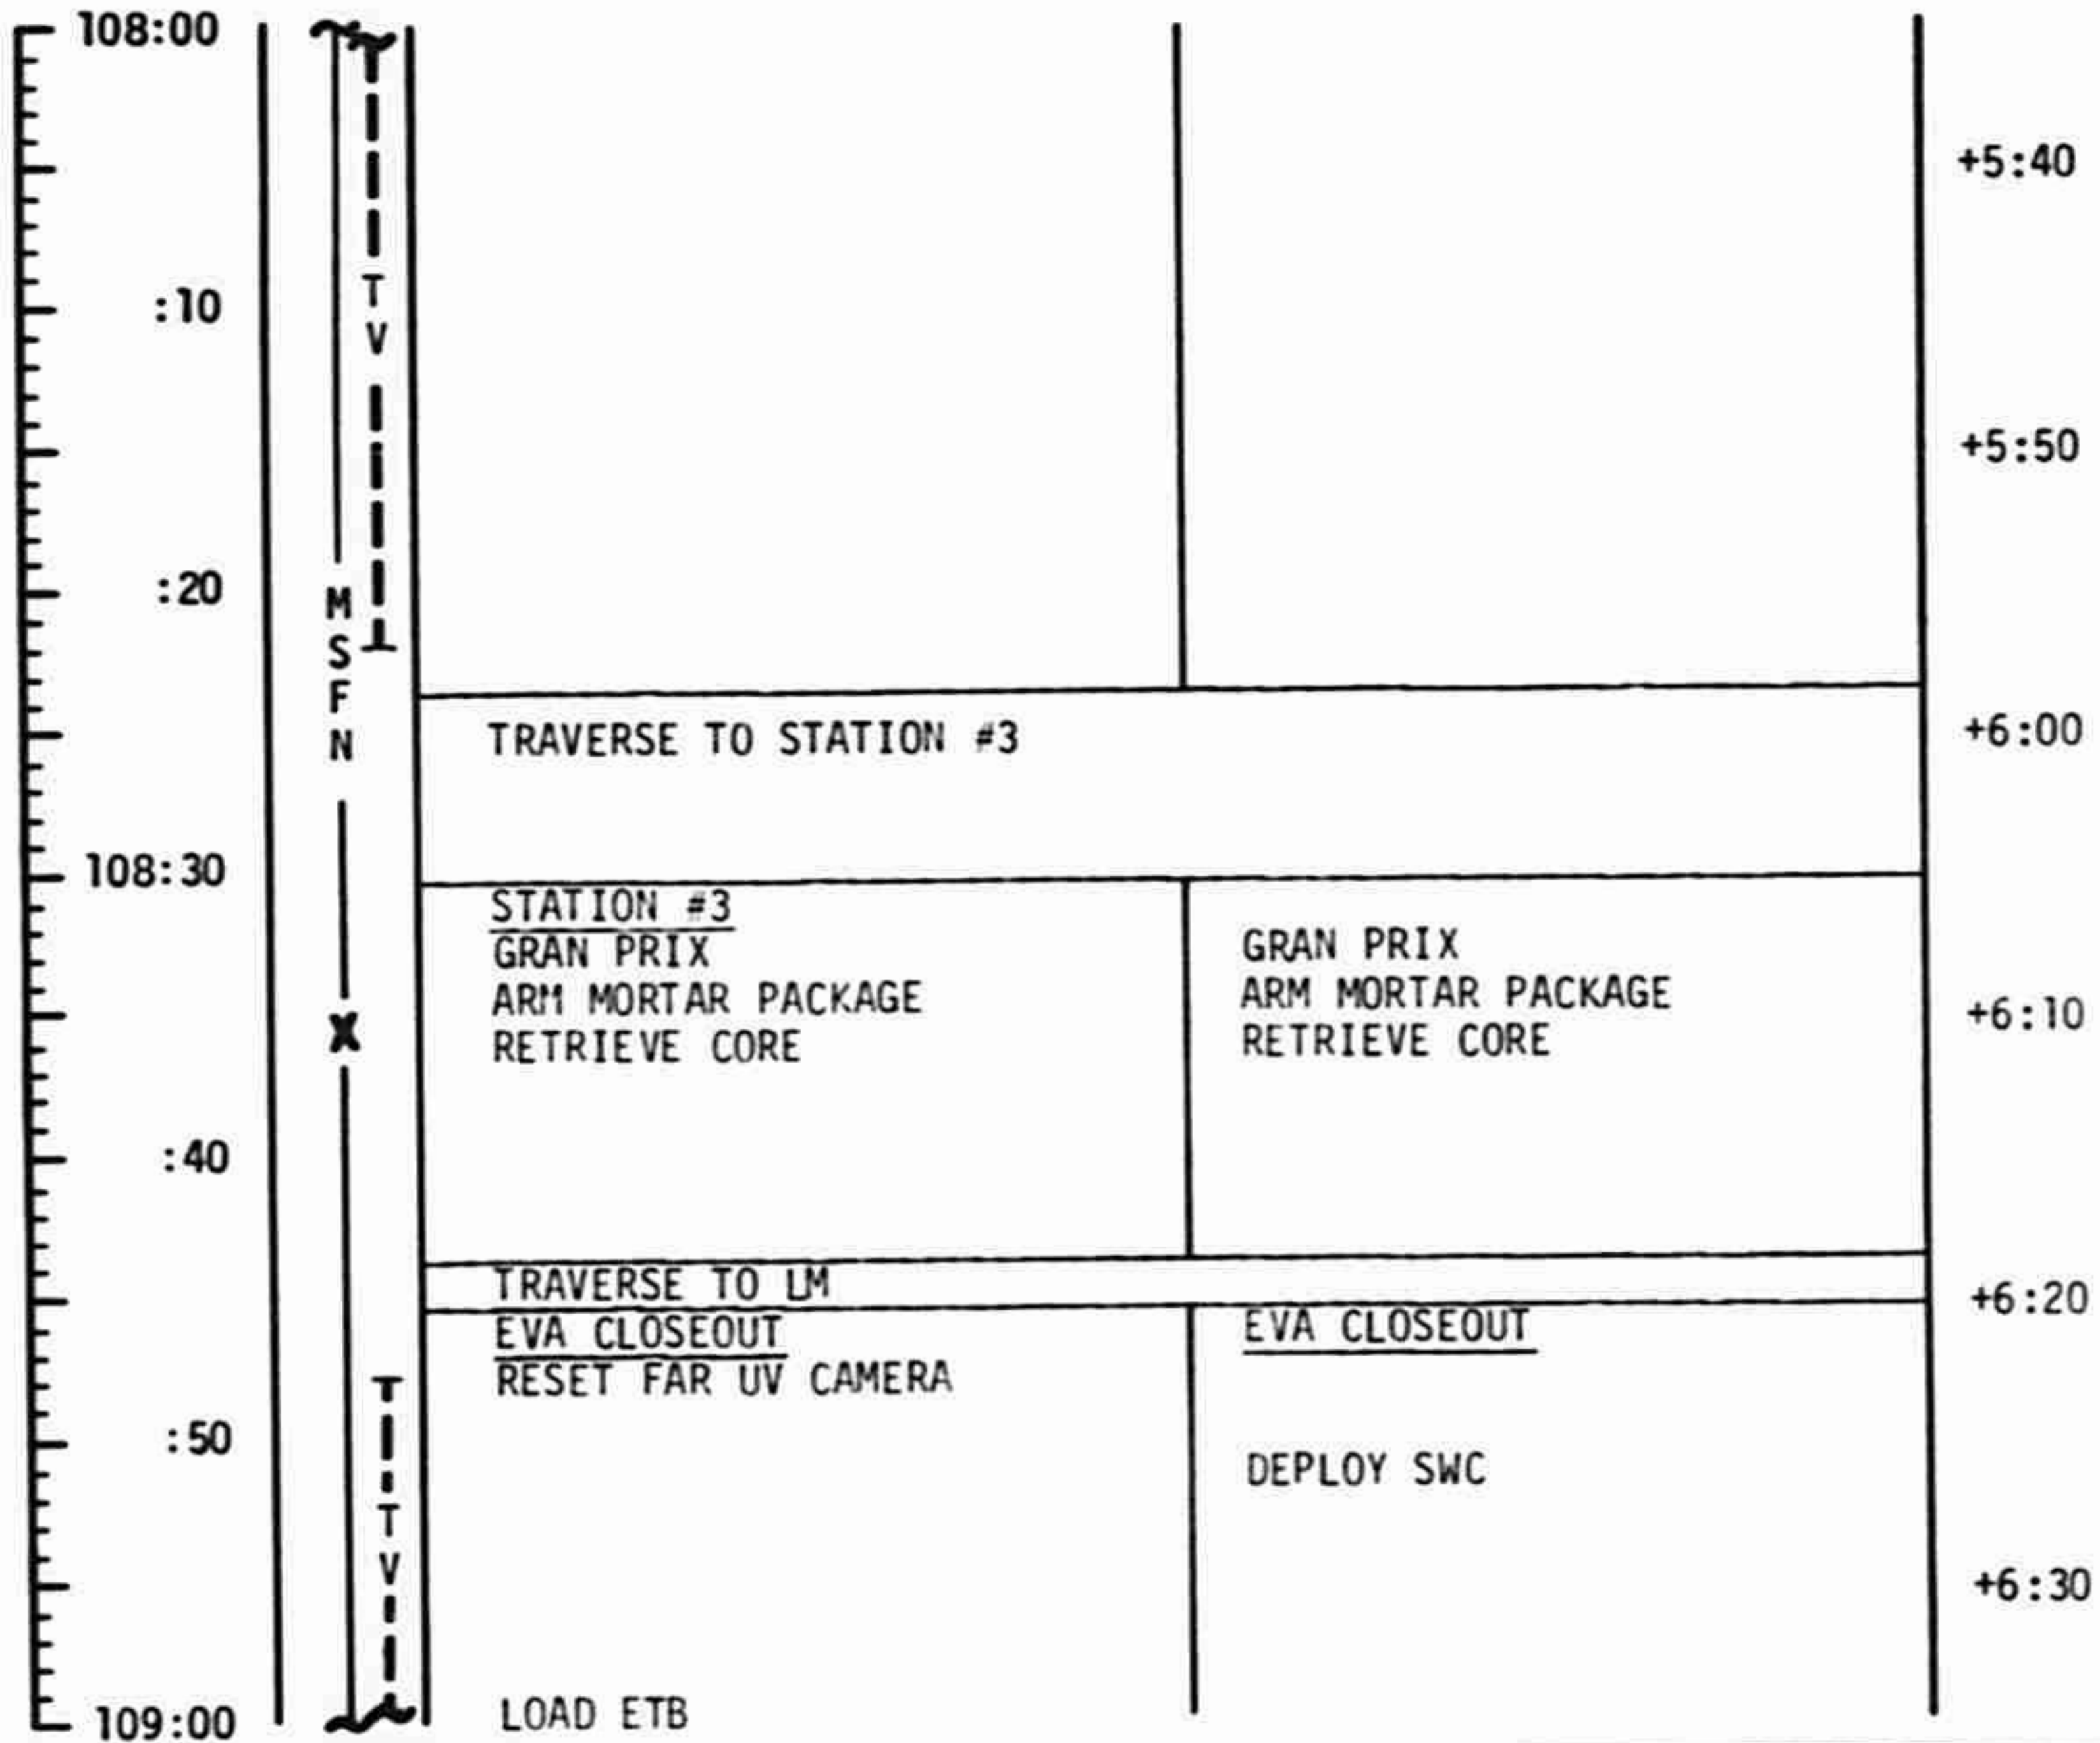 108:00
+5:40
T
V
:10
+5:50
:20
M
S
F
N
TRAVERSE TO STATION #3
+6:00
108:30
STATION #3
GRAN PRIX
ARM MORTAR PACKAGE
RETRIEVE CORE
GRAN PRIX
ARM MORTAR PACKAGE
RETRIEVE CORE
+6:10
X
:40
TRAVERSE TO LM
+6:20
EVA CLOSEOUT
RESET FAR UV CAMERA
EVA CLOSEOUT
:50
DEPLOY SWC
T
V
+6:30
LOAD ETB
109:00